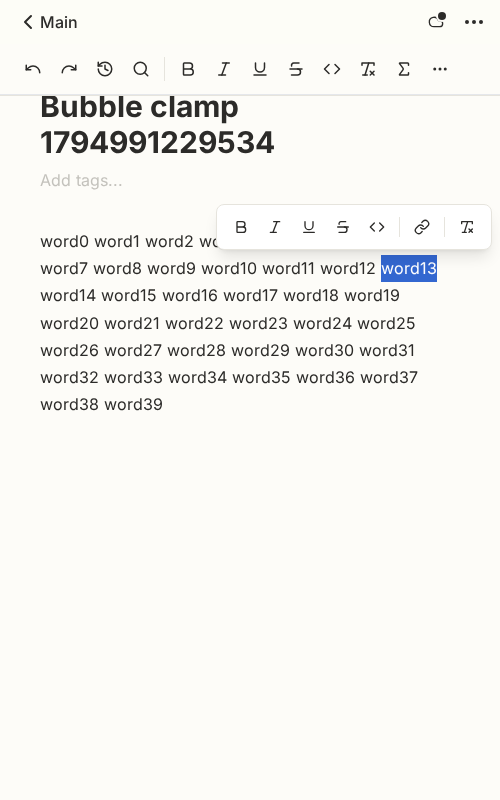 Main
Bubble clamp
1794991229534
Add tags...
word0 word1 word2
word7 word8 word9 word10 word11 word12 word13
word14 word15 word16 word17 word18 word19
word20 word21 word22 word23 word24 word25
word26 word27 word28 word29 word30 word31
word32 word33 word34 word35 word36 word37
word38 word39